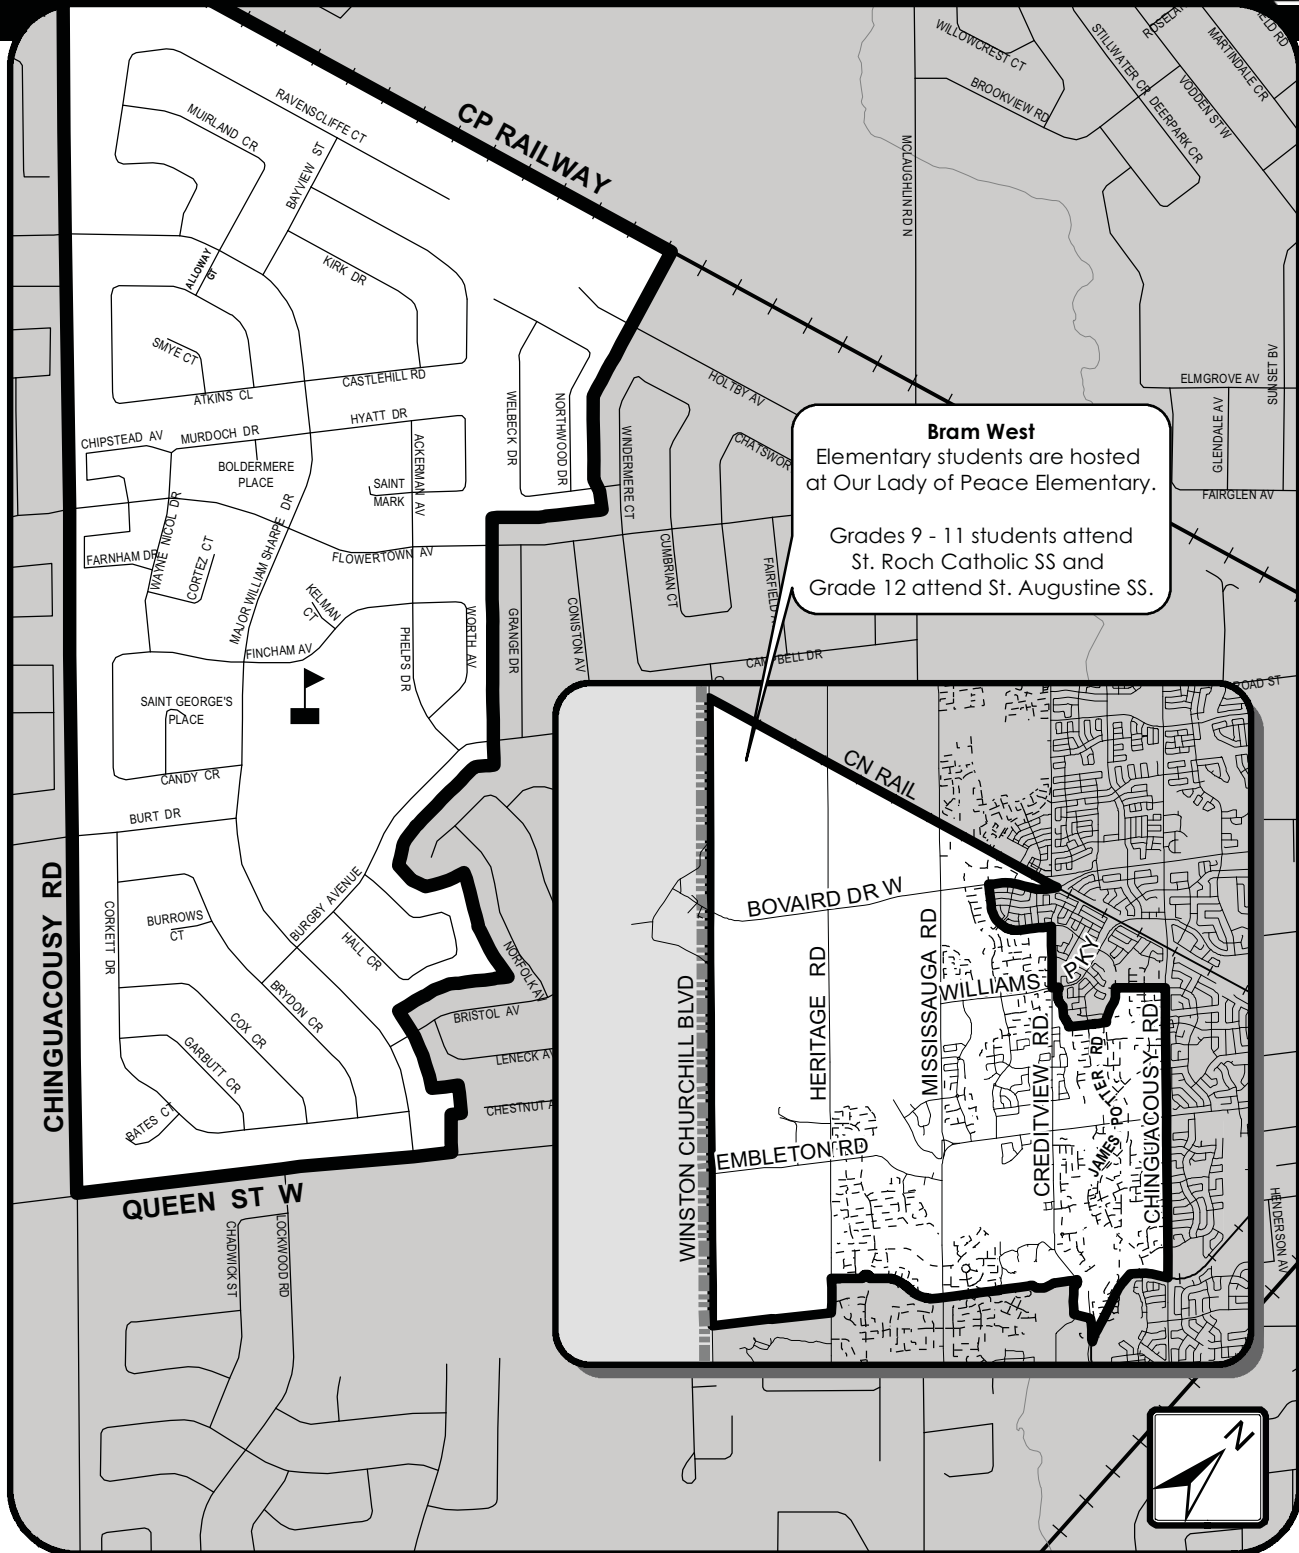 WILLOWCREST CT
BROOKVIEW RD
STILLWATER CR
DEERPARK CR
VODDEN ST W
MARTINDALE CR
MCLAUGHLIN RD N
RAVENSCLIFFE CT
MUIRLAND CR
BAYVIEW ST
CP RAILWAY
ALLOWAY
GT
KIRK DR
SMYE CT
ATKINS CL
CASTLEHILL RD
HYATT DR
CHIPSTEAD AV
MURDOCH DR
BOLDERMERE
PLACE
SAINT
MARK
ACKERMAN AV
WELBECK DR
NORTHWOOD DR
WINDERMERE CT
HOLTBY AV
ELMGROVE AV
SUNSET BV
GLENDALE AV
FAIRGLEN AV
Bram West
Elementary students are hosted
at Our Lady of Peace Elementary.
Grades 9 - 11 students attend
St. Roch Catholic SS and
Grade 12 attend St. Augustine SS.
FARNHAM DR
WAYNE NICOL DR
CORTEZ CT
MAJOR WILLIAM SHARPE DR
FLOWERTOWN AV
KELMAN
CT
FINCHAM AV
PHELPS DR
WORTH AV
GRANGE DR
CONISTON AV
CUMBRIAN CT
CAMPBELL DR
SAINT GEORGE'S
PLACE
CANDY CR
BURT DR
CHINGUACOUSY RD
CORKETT DR
BURROWS
CT
BURGBY AVENUE
HALL CR
BRYDON CR
COX CR
GARBUTT CR
BATES CT
NORFOLK AV
BRISTOL AV
QUEEN ST W
CHADWICK ST
LOCKWOOD RD
CN RAIL
BOVAIRD DR W
WINSTON CHURCHILL BLVD
HERITAGE RD
MISSISSAUGA RD
WILLIAMS
PKY
CREDITVIEW RD
JAMES POTTER RD
CHINGUACOUSY RD
EMBLETON RD
HENDERSON AV
N